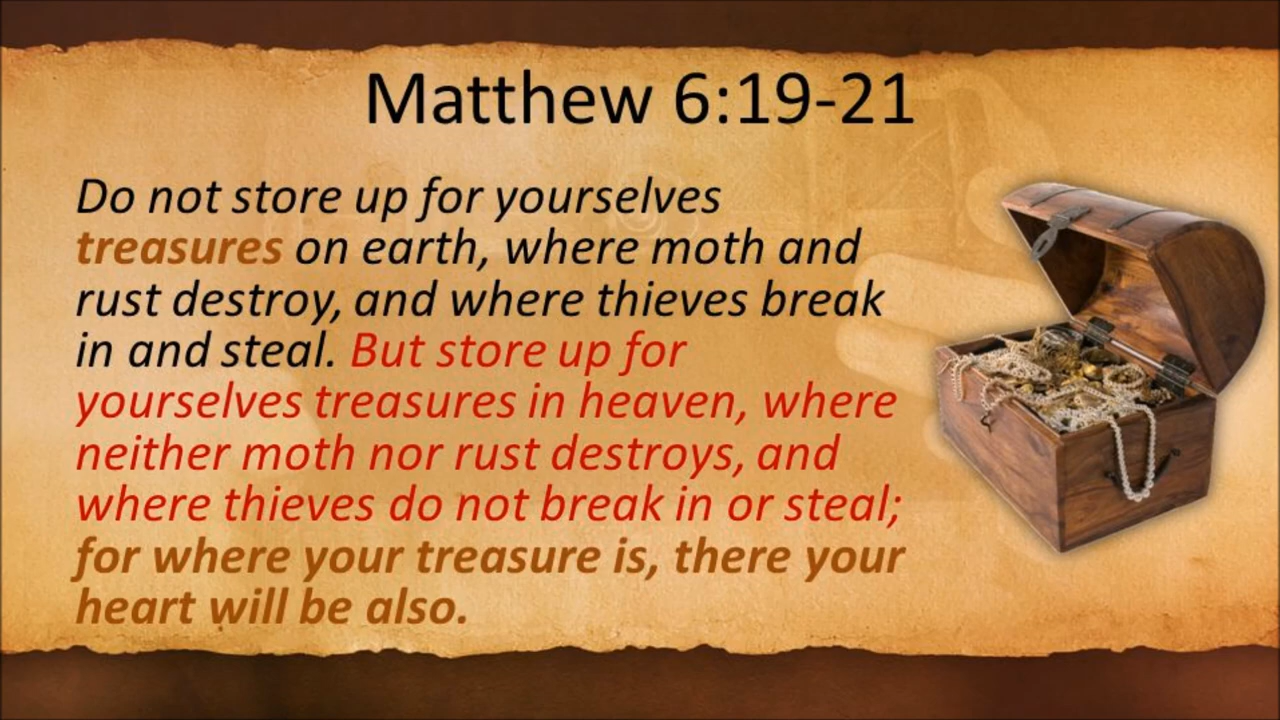 Matthew 6:19-21
Do not store up for yourselves
treasures on earth, where moth and
rust destroy, and where thieves break
in and steal. But store up for
yourselves treasures in heaven, where
neither moth nor rust destroys, and
where thieves do not break in or steal;
for where your treasure is, there your
heart will be also.